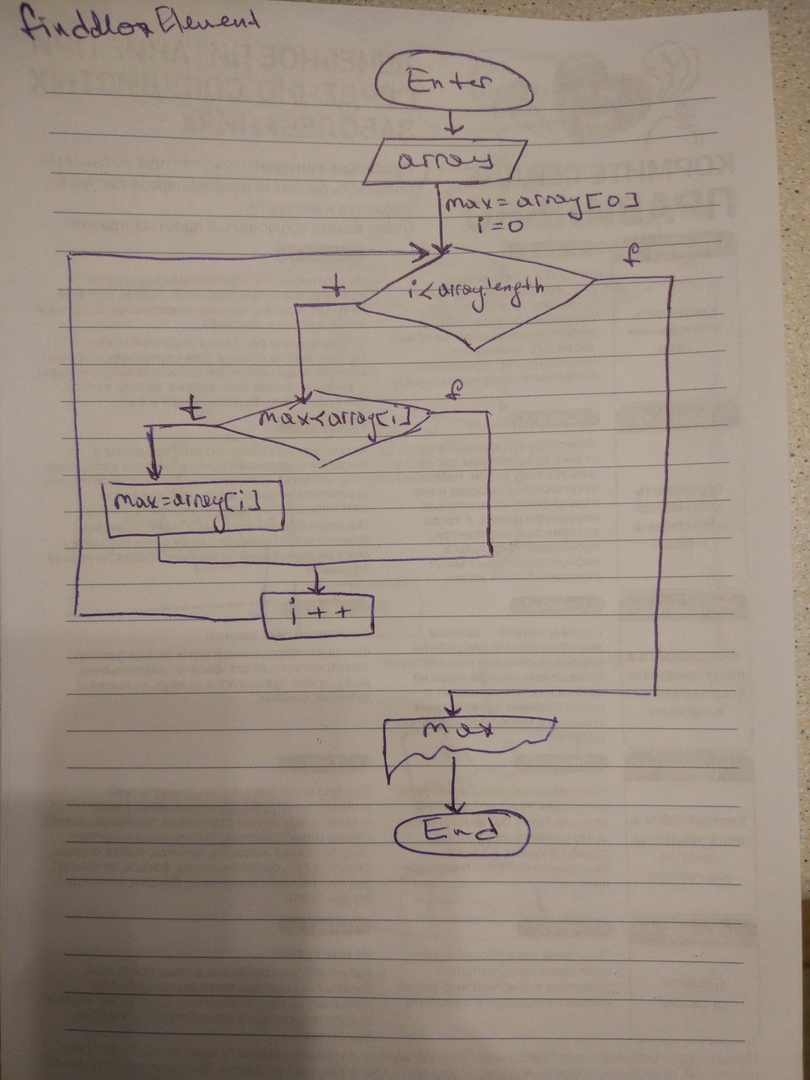 findMaxElement
Enter
array
max=array[0]
i=0
i<array.length
t
f
max<array[i]
t
f
max=array[i]
i++
max
End